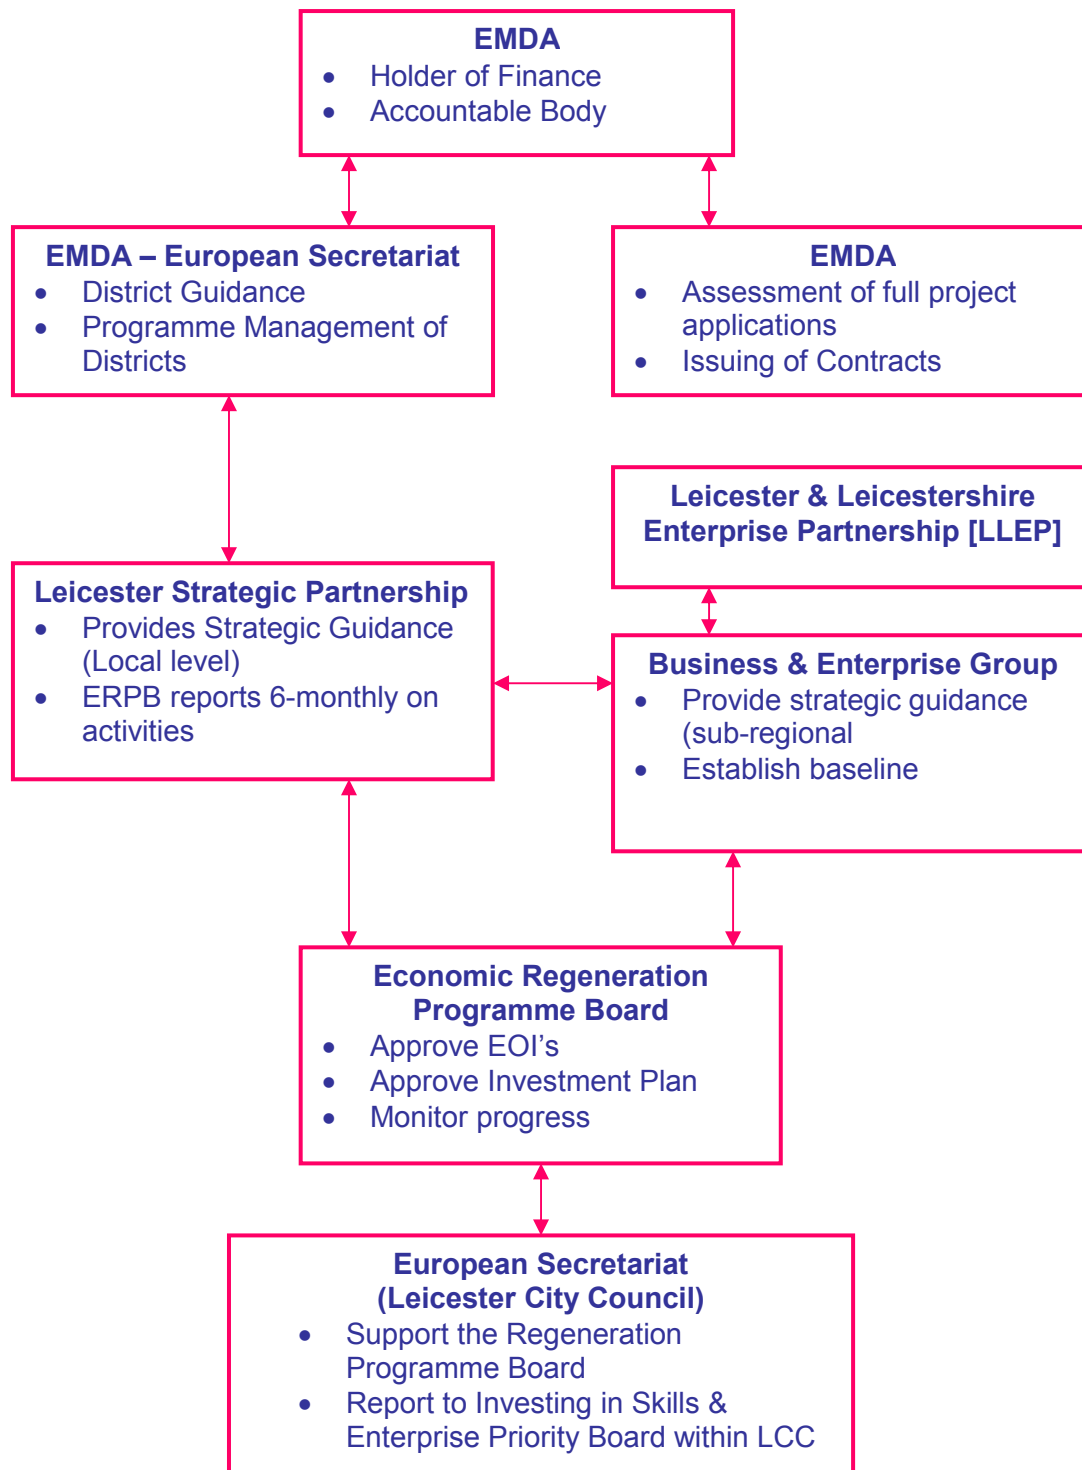 EMDA
• Holder of Finance
• Accountable Body
EMDA – European Secretariat
• District Guidance
• Programme Management of
Districts
EMDA
• Assessment of full project
applications
• Issuing of Contracts
Leicester & Leicestershire
Enterprise Partnership [LLEP]
Leicester Strategic Partnership
• Provides Strategic Guidance
(Local level)
• ERPB reports 6-monthly on
activities
Business & Enterprise Group
• Provide strategic guidance
(sub-regional
• Establish baseline
Economic Regeneration
Programme Board
• Approve EOI's
• Approve Investment Plan
• Monitor progress
European Secretariat
(Leicester City Council)
• Support the Regeneration
Programme Board
• Report to Investing in Skills &
Enterprise Priority Board within LCC